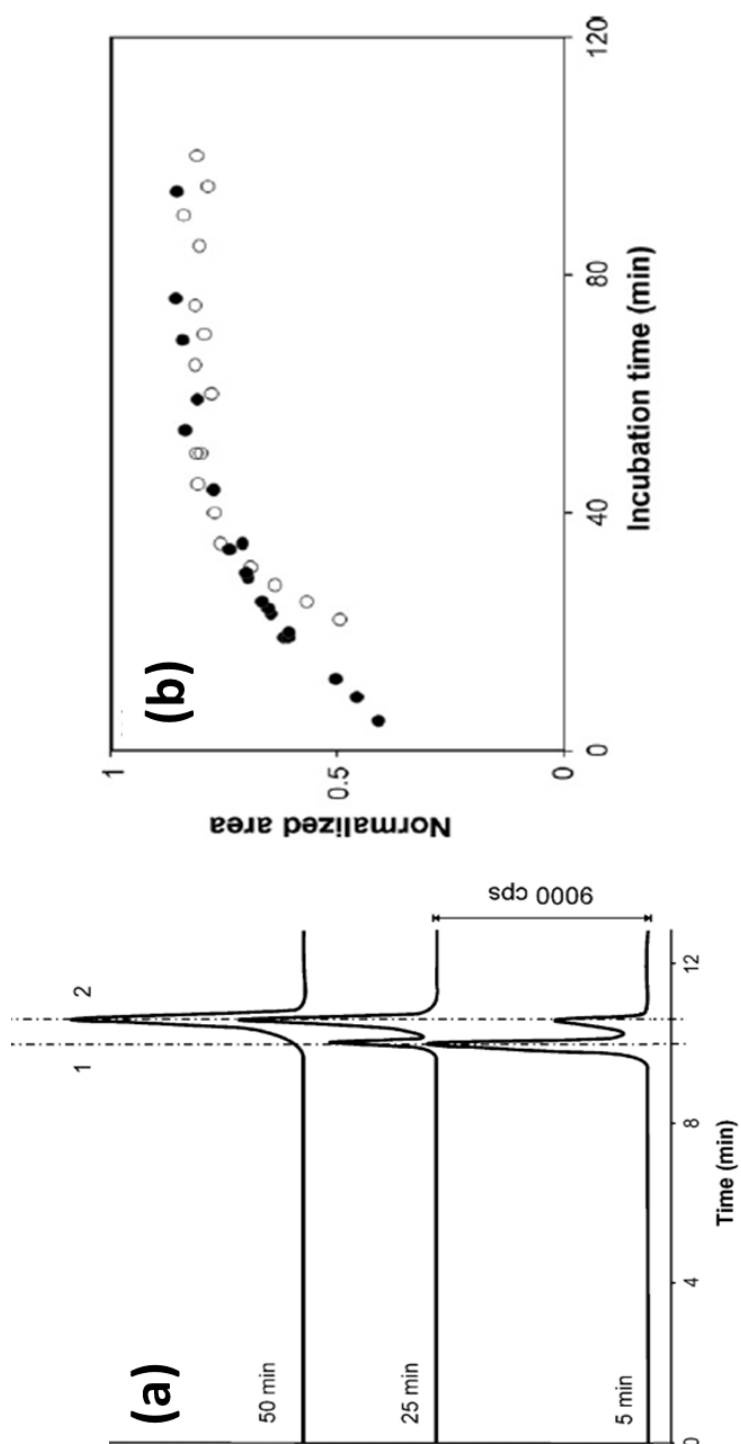 (a)
1
2
50 min
25 min
5 min
9000 cps
0
4
8
12
Time (min)
(b)
1
0.5
0
Normalized area
0
40
80
120
Incubation time (min)